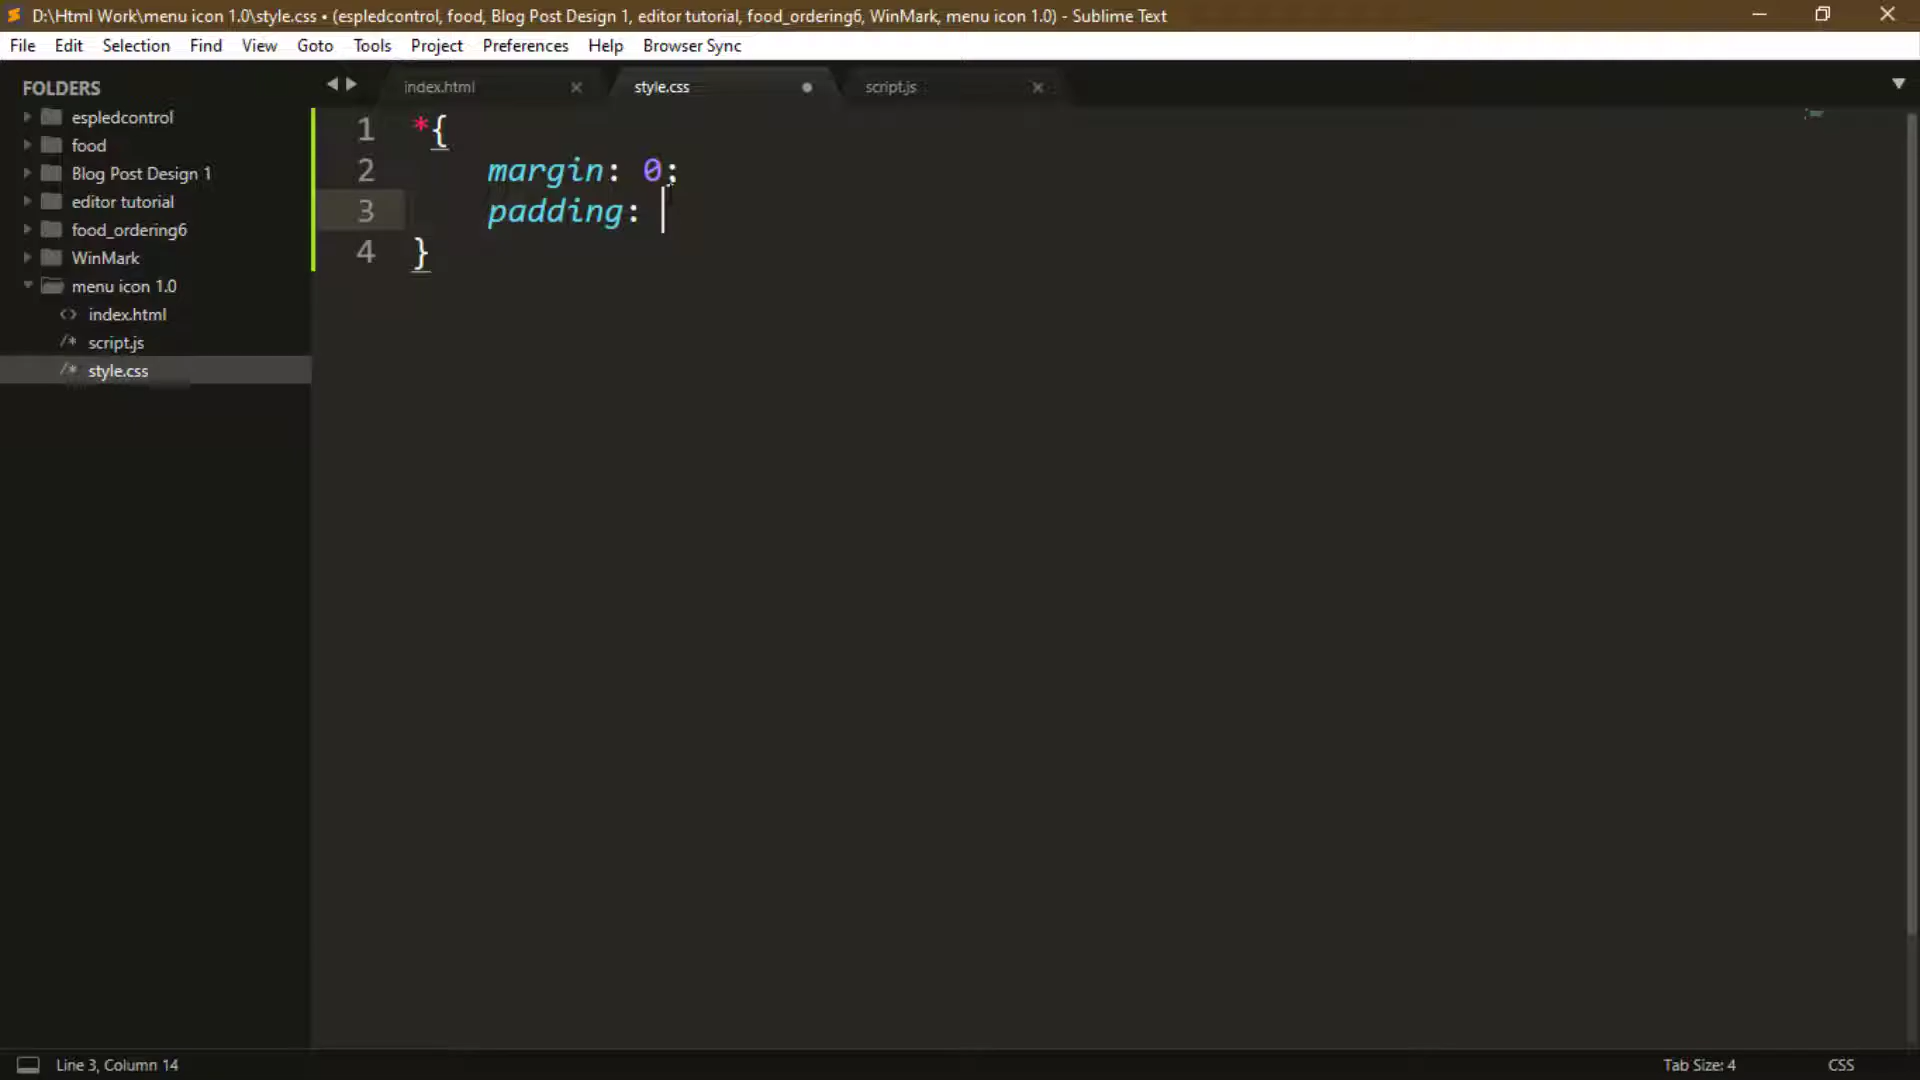 D:\Html Work\menu icon 1.0\style.css • (espledcontrol, food, Blog Post Design 1, editor tutorial, food_ordering6, WinMark, menu icon 1.0) - Sublime Text
File Edit Selection Find View Goto Tools Project Preferences Help Browser Sync
FOLDERS
espledcontrol
food
Blog Post Design 1
editor tutorial
food_ordering6
WinMark
menu icon 1.0
<> index.html
/* script.js
/* style.css
index.html style.css script.js
1 *{
2 margin: 0;
3 padding:
4 }
Line 3, Column 14 Tab Size: 4 CSS